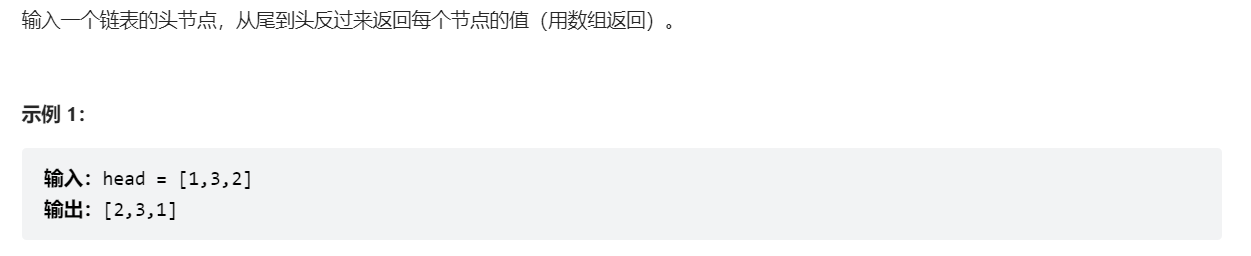 输入一个链表的头节点，从尾到头反过来返回每个节点的值（用数组返回）。
示例 1：
输入：head = [1,3,2]
输出：[2,3,1]